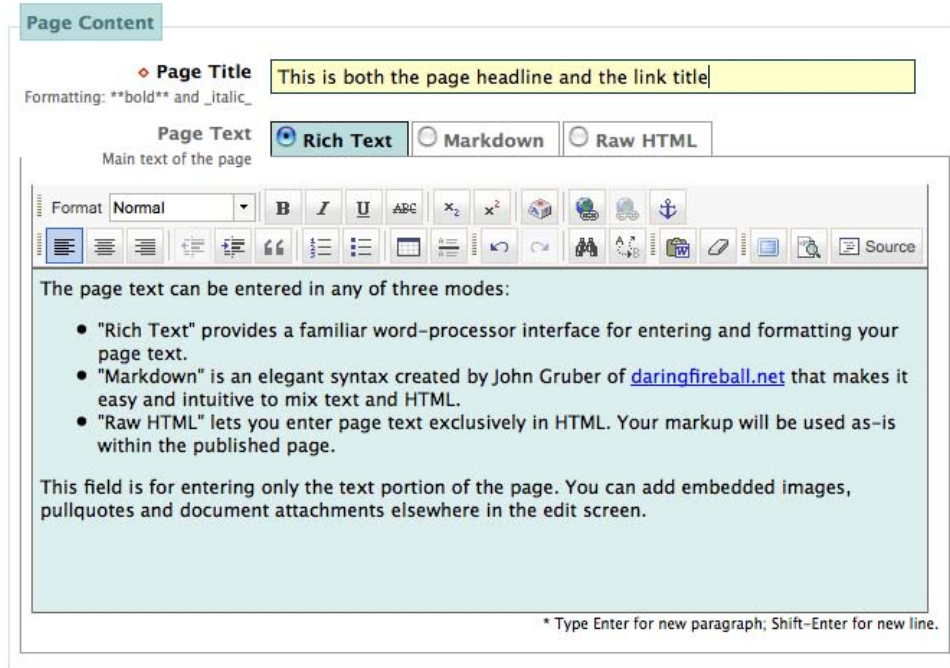 Page Content
Page Title
This is both the page headline and the link title
Formatting: **bold** and _italic_
Page Text
Rich Text
Markdown
Raw HTML
Main text of the page
Format Normal
B I U ABC x2 x2
Source
The page text can be entered in any of three modes:
• "Rich Text" provides a familiar word-processor interface for entering and formatting your
page text.
• "Markdown" is an elegant syntax created by John Gruber of daringfireball.net that makes it
easy and intuitive to mix text and HTML.
• "Raw HTML" lets you enter page text exclusively in HTML. Your markup will be used as-is
within the published page.
This field is for entering only the text portion of the page. You can add embedded images,
pullquotes and document attachments elsewhere in the edit screen.
* Type Enter for new paragraph; Shift-Enter for new line.